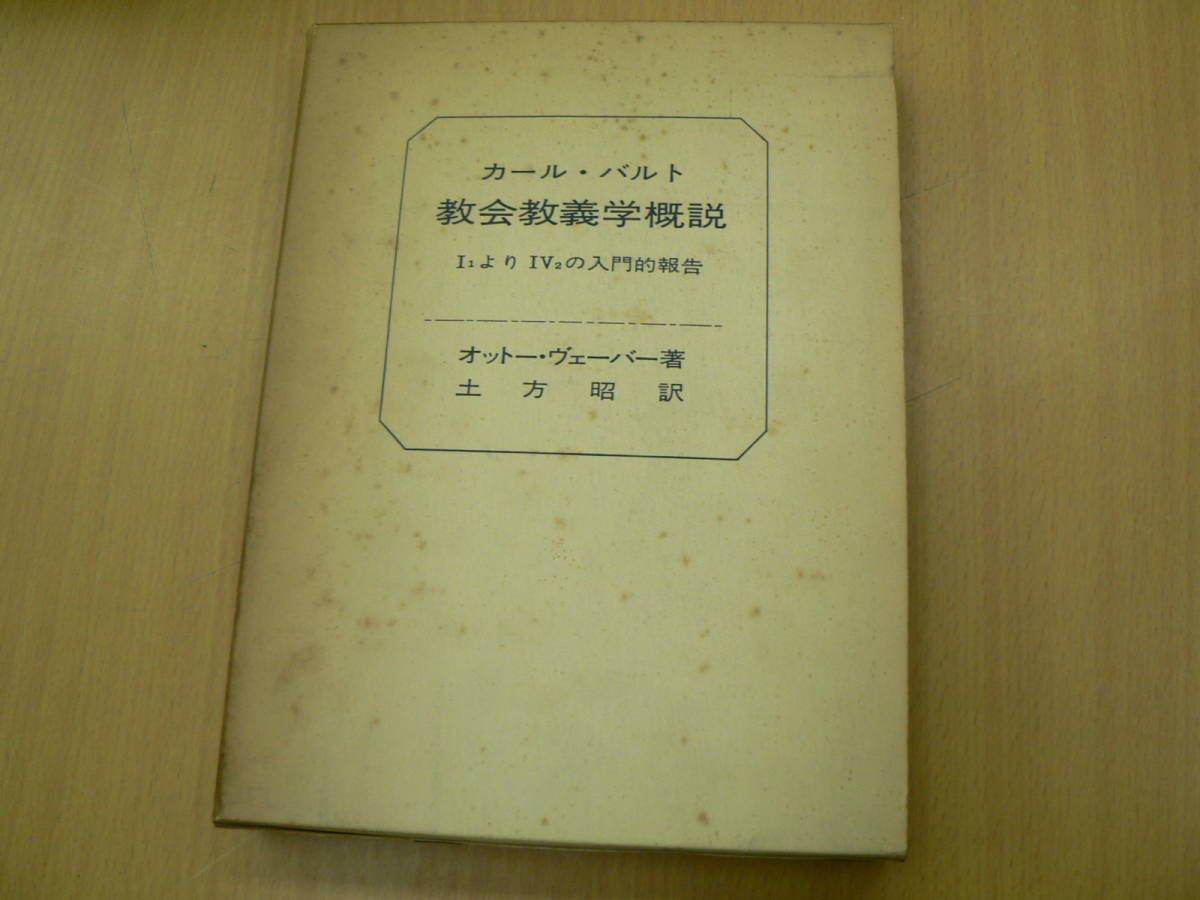 カール・バルト
教会教義学概説
I₁より IV₂の入門的報告
オットー・ヴェーバー著
土方昭訳